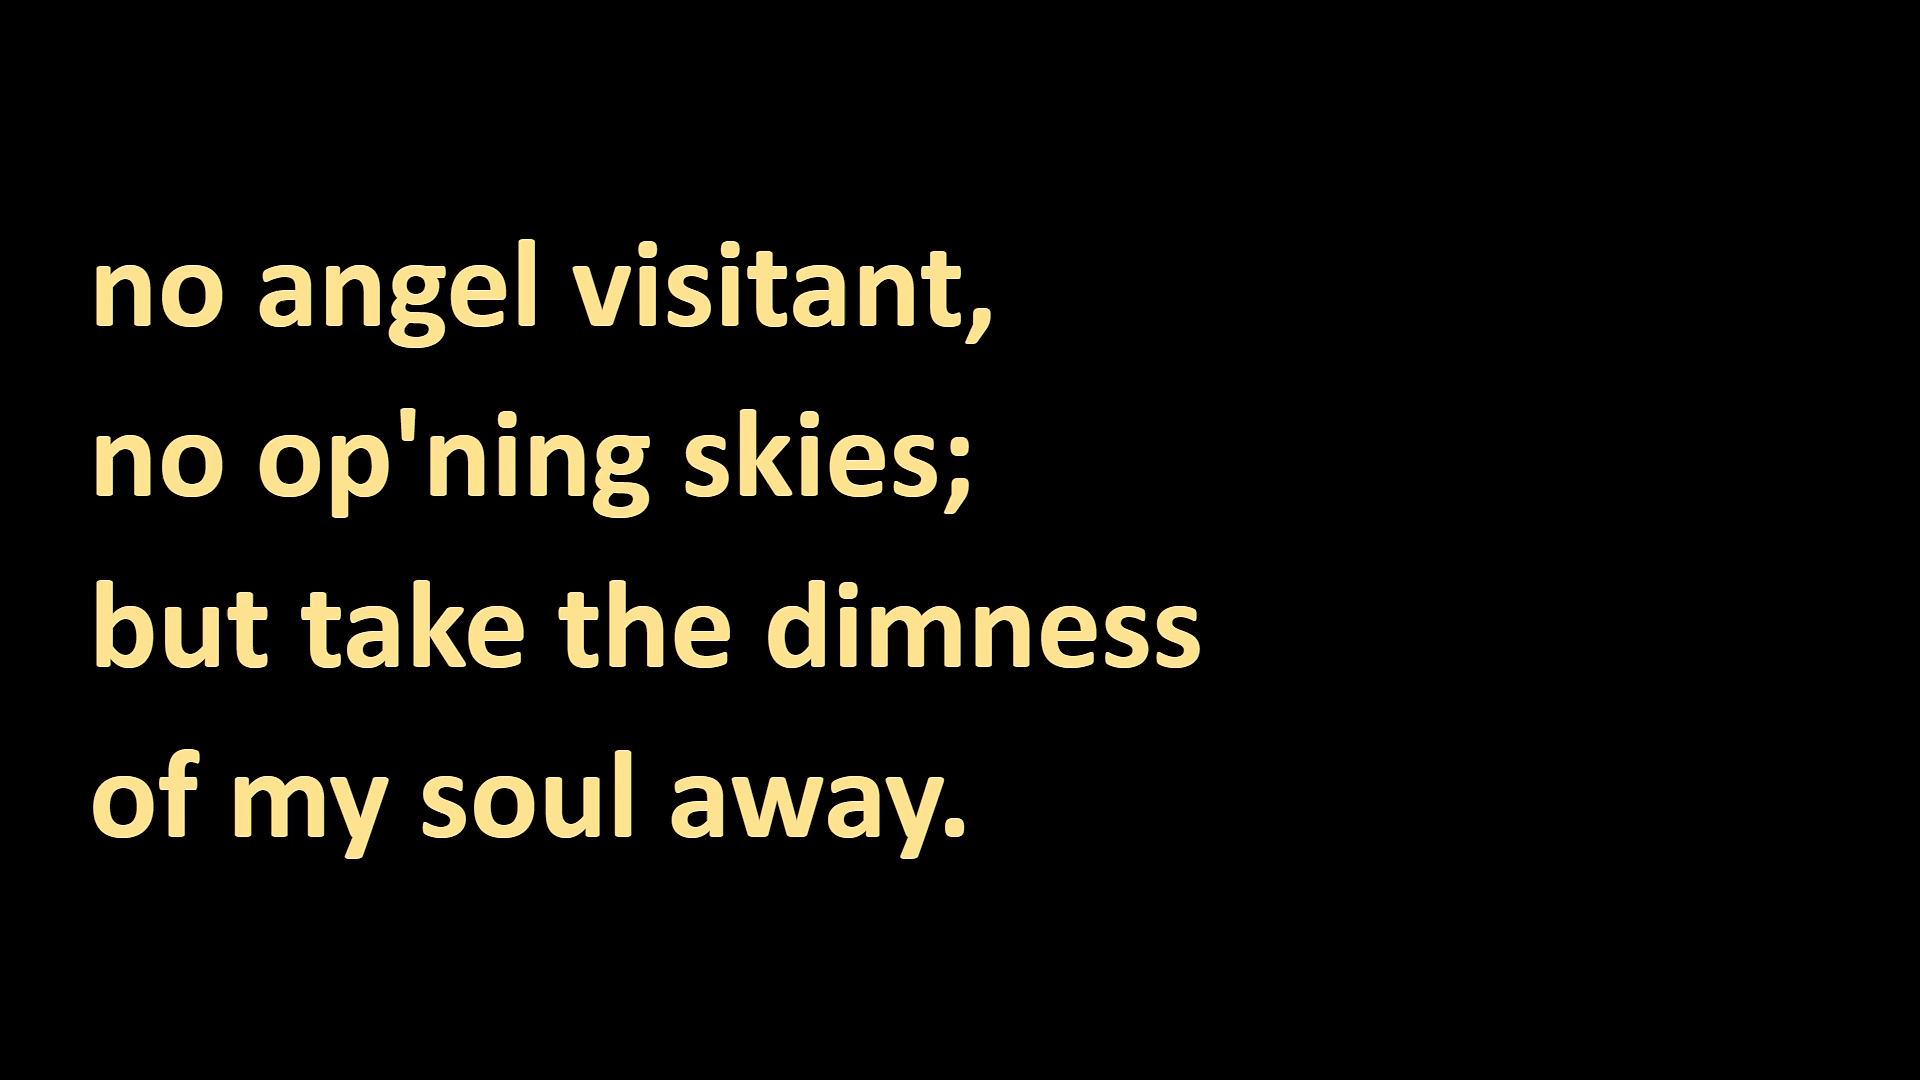 no angel visitant,
no op'ning skies;
but take the dimness
of my soul away.